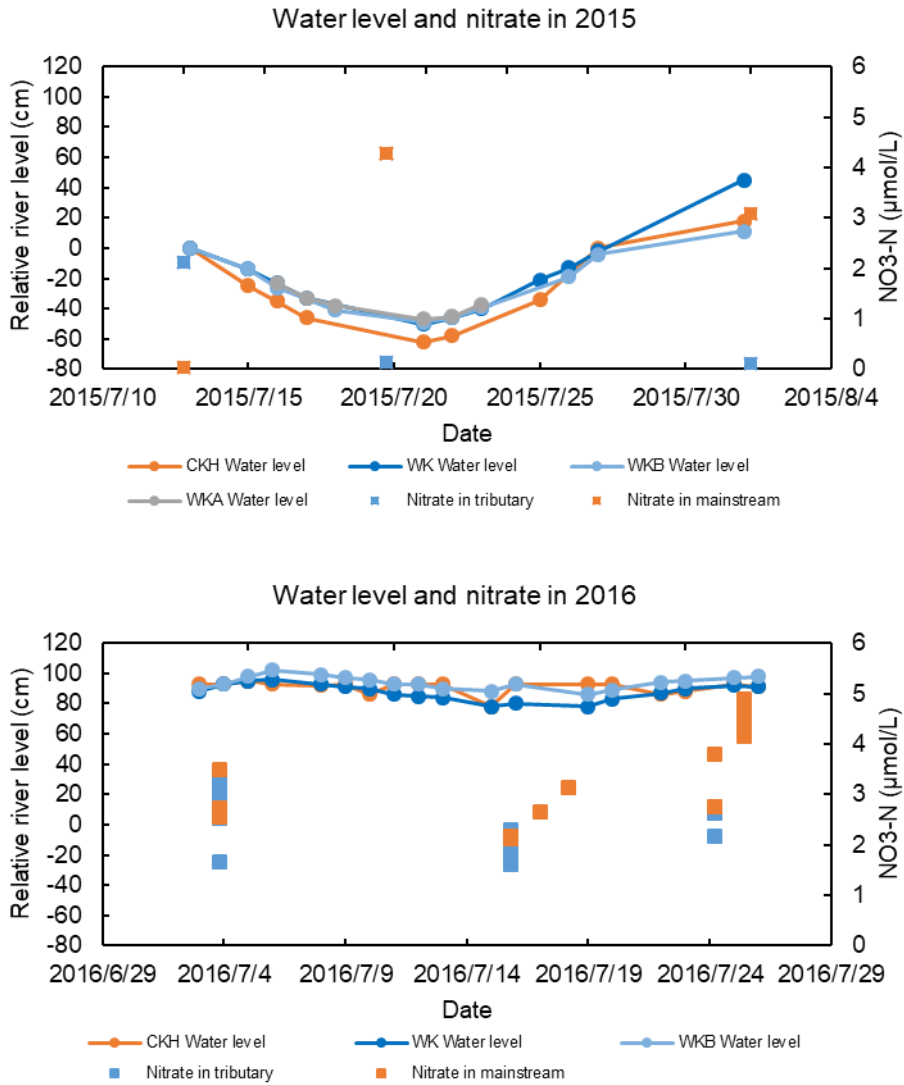 Water level and nitrate in 2015
120
100
80
60
40
20
0
-20
-40
-60
-80
Relative river level (cm)
6
5
4
3
2
1
0
NO3-N (µmol/L)
2015/7/10 2015/7/15 2015/7/20 2015/7/25 2015/7/30 2015/8/4
Date
CKH Water level WK Water level WKB Water level
WKA Water level Nitrate in tributary Nitrate in mainstream
Water level and nitrate in 2016
120
100
80
60
40
20
0
-20
-40
-60
-80
Relative river level (cm)
6
5
4
3
2
1
0
NO3-N (µmol/L)
2016/6/29 2016/7/4 2016/7/9 2016/7/14 2016/7/19 2016/7/24 2016/7/29
Date
CKH Water level WK Water level WKB Water level
Nitrate in tributary Nitrate in mainstream